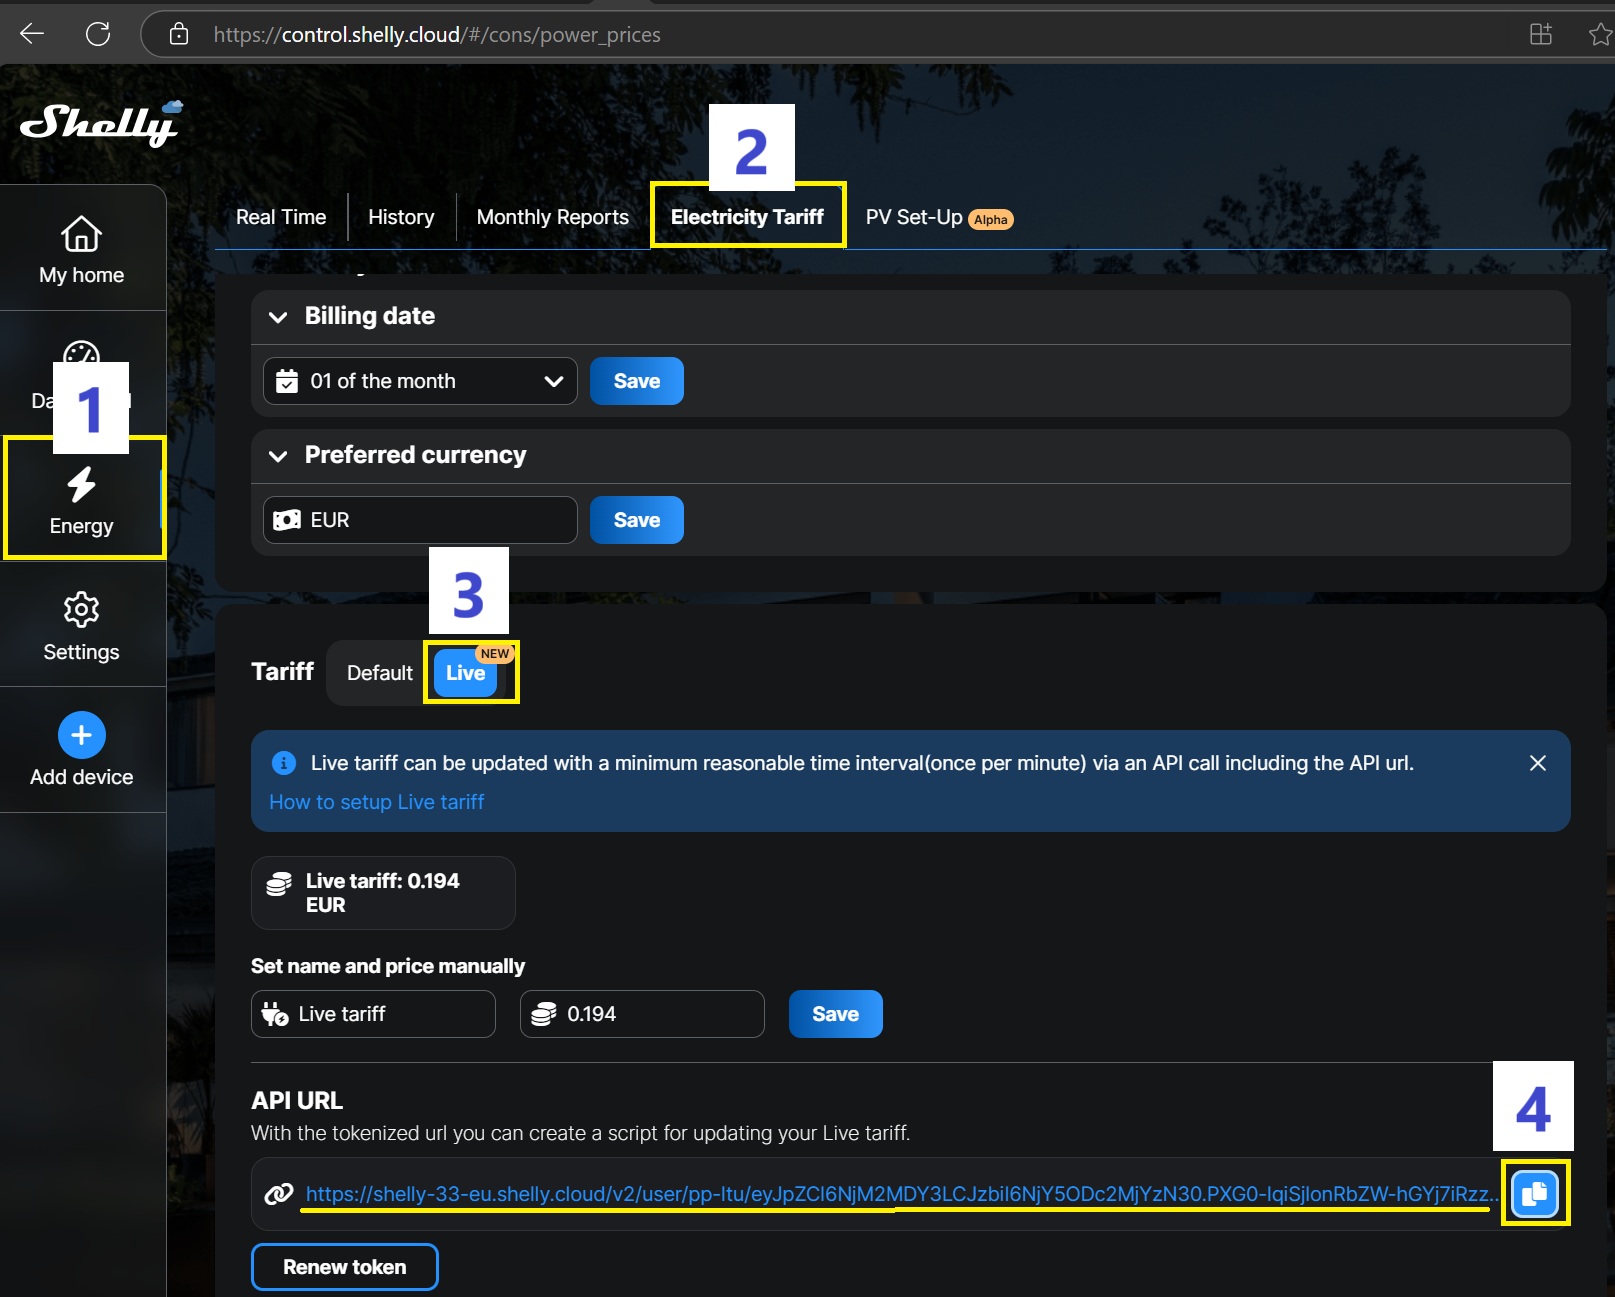 https://control.shelly.cloud/#/cons/power_prices
Shelly
2
Real Time
History
Monthly Reports
Electricity Tariff
PV Set-Up Alpha
My home
Billing date
01 of the month
Save
1
Preferred currency
EUR
Save
Energy
3
Settings
Tariff
Default
Live
NEW
Add device
Live tariff can be updated with a minimum reasonable time interval(once per minute) via an API call including the API url.
How to setup Live tariff
Live tariff: 0.194
EUR
Set name and price manually
Live tariff
0.194
Save
4
API URL
With the tokenized url you can create a script for updating your Live tariff.
https://shelly-33-eu.shelly.cloud/v2/user/pp-ltu/eyJpZCI6NjM2MDY3LCJzbiI6NjY5ODc2MjYzN30.PXG0-lqiSjlonRbZW-hGYj7iRzz..
Renew token